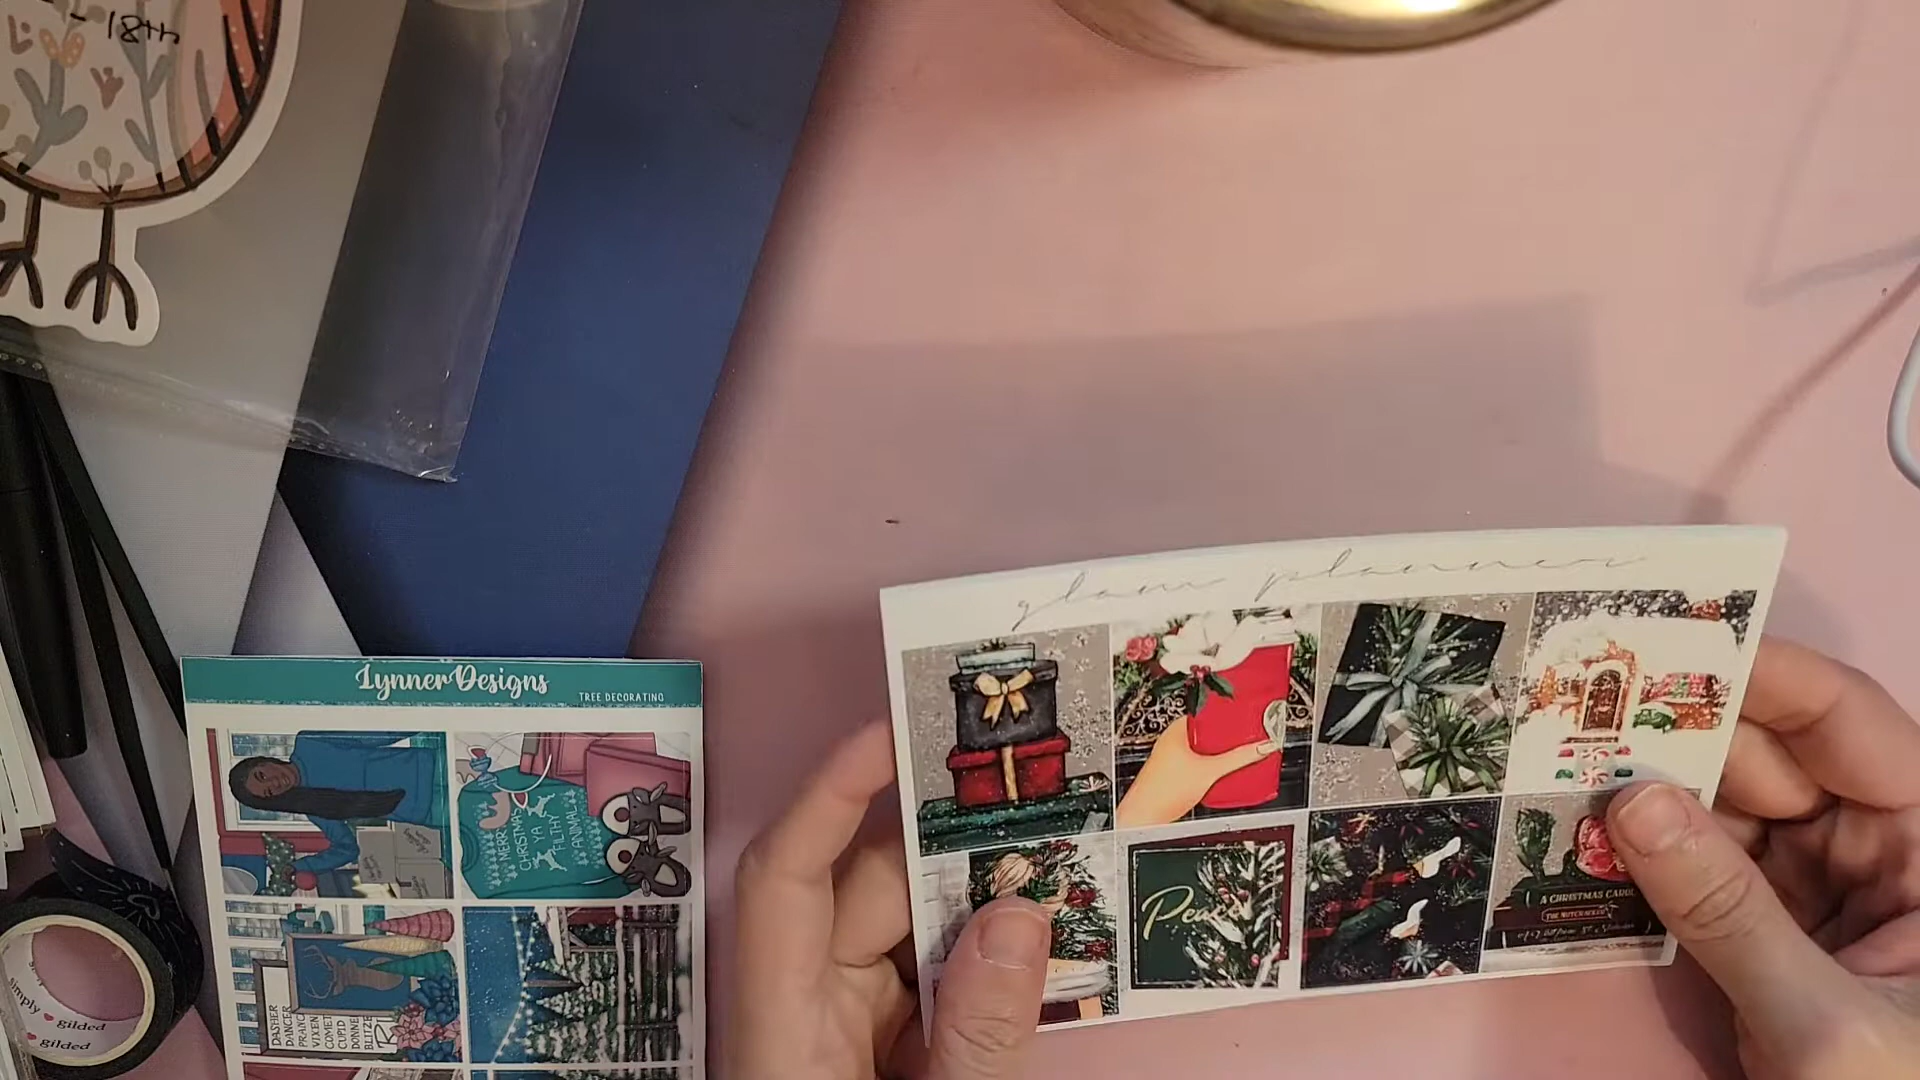 - 18th
LynnerDesigns
TREE DECORATING
MERRY
CHRISTMAS
YA
FILTHY
ANIMAL
DASHER
DANCER
VIXEN
COMET
CUPID
simply ♥ gilded
♥ gilded
glam planner
Peace
A CHRISTMAS CAROL
THE NUTCRACKER